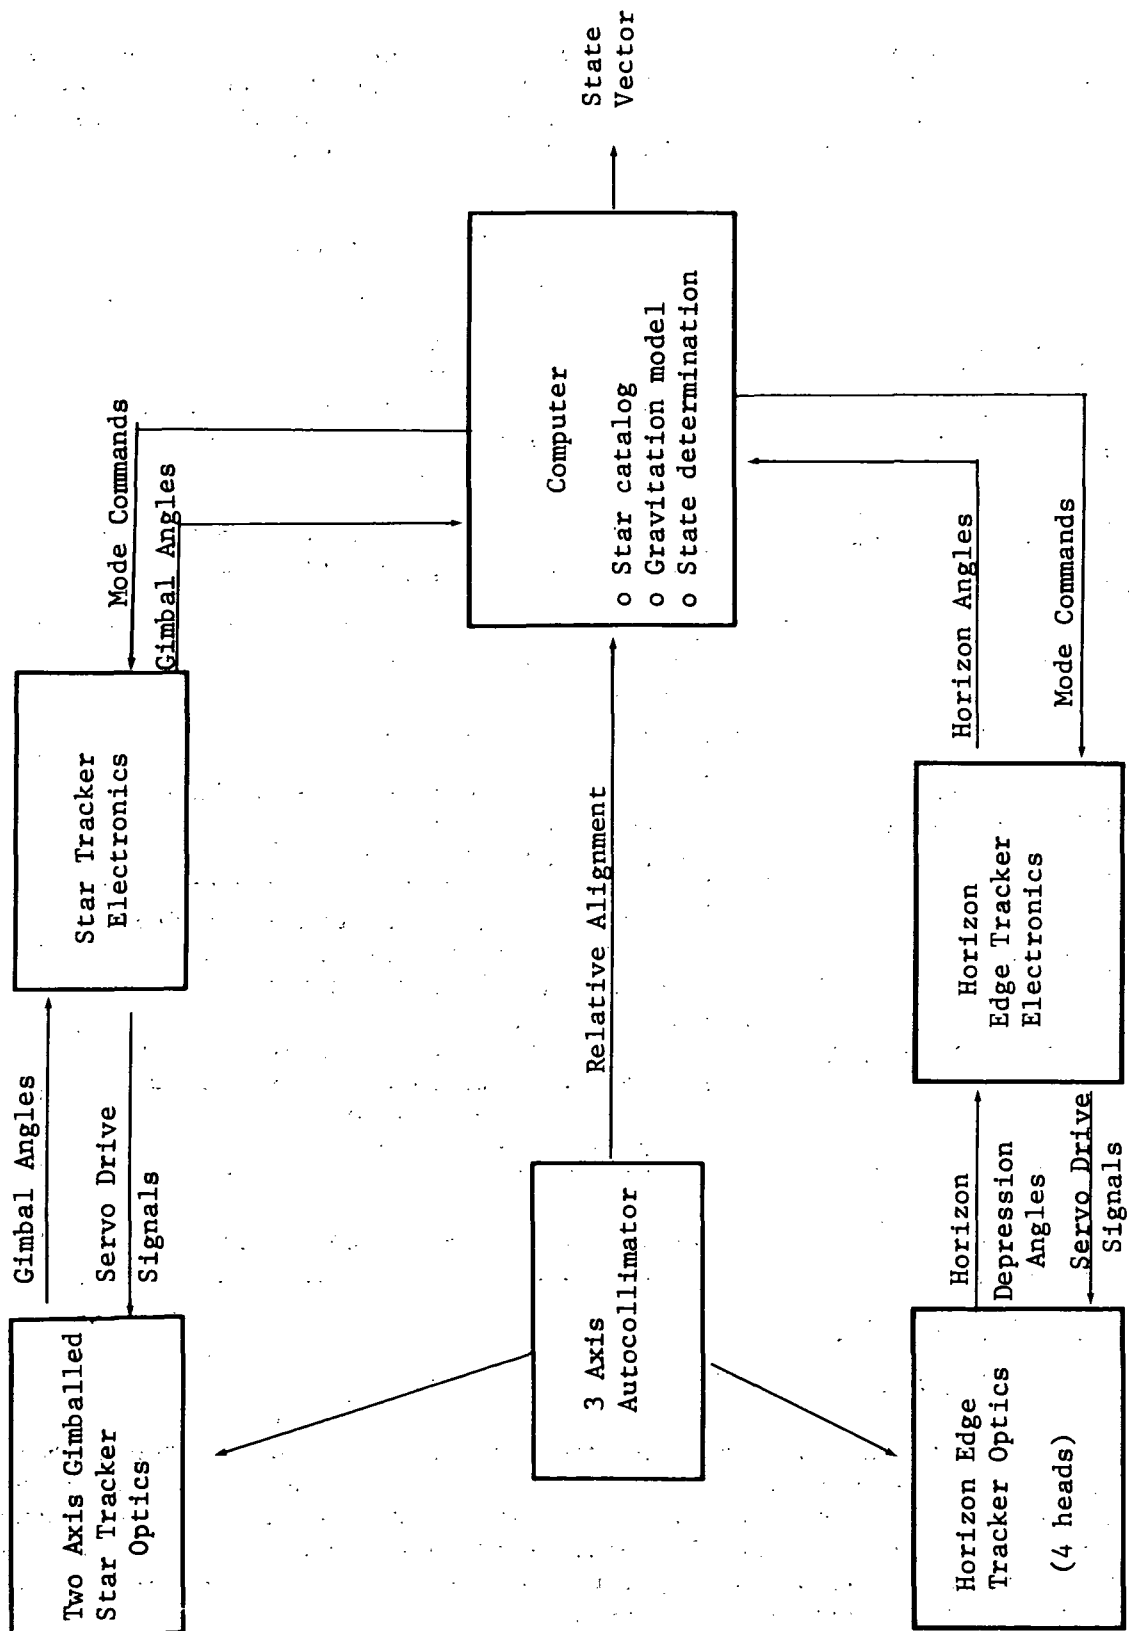 Two Axis Gimballed
Star Tracker
Optics
Gimbal Angles
Servo Drive
Signals
Star Tracker
Electronics
Mode Commands
Gimbal Angles
3 Axis
Autocollimator
Relative Alignment
Computer
o Star catalog
o Gravitation model
o State determination
State
Vector
Horizon Edge
Tracker Optics
(4 heads)
Horizon
Depression
Angles
Servo Drive
Signals
Horizon
Edge Tracker
Electronics
Horizon Angles
Mode Commands